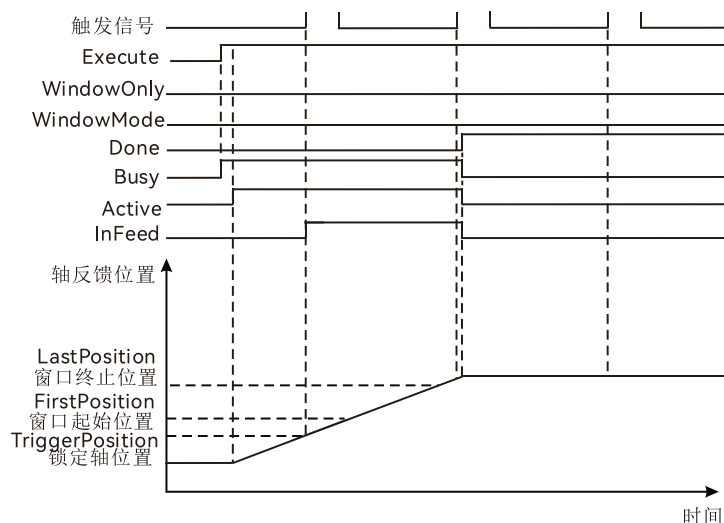 触发信号
Execute
WindowOnly
WindowMode
Done
Busy
Active
InFeed
轴反馈位置
LastPosition
窗口终止位置
FirstPosition
窗口起始位置
TriggerPosition
锁定轴位置
时间